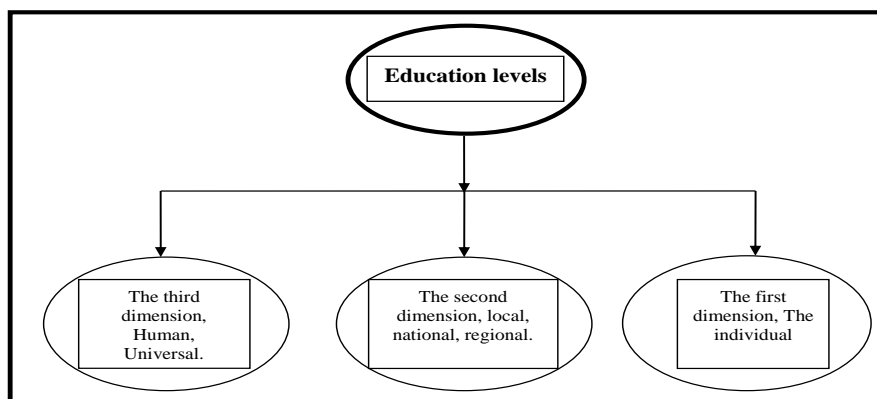 Education levels
The third
dimension,
Human,
Universal.
The second
dimension, local,
national, regional.
The first
dimension, The
individual